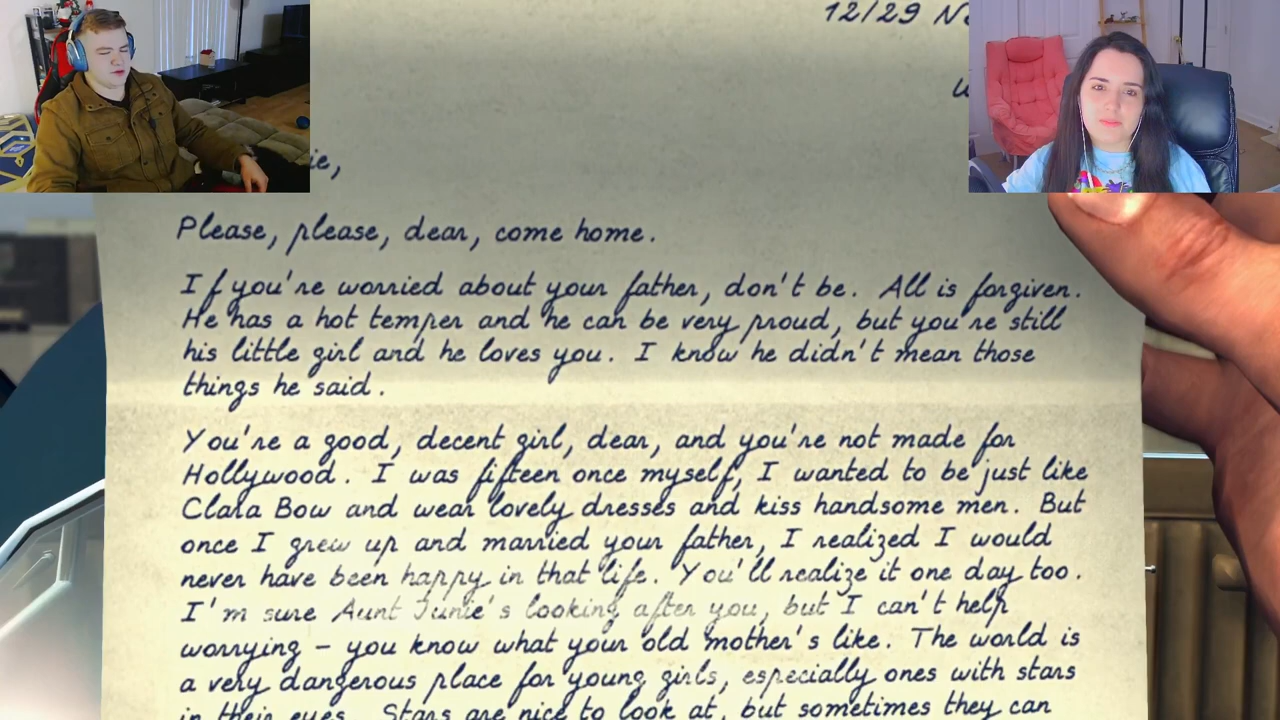 12/29
ie,
Please, please, dear, come home.
If you're worried about your father, don't be. All is forgiven.
He has a hot temper and he can be very proud, but you're still
his little girl and he loves you. I know he didn't mean those
things he said.
You're a good, decent girl, dear, and you're not made for
Hollywood. I was fifteen once myself, I wanted to be just like
Clara Bow and wear lovely dresses and kiss handsome men. But
once I grew up and married your father, I realized I would
never have been happy in that life. You'll realize it one day too.
I'm sure Aunt Junie's looking after you, but I can't help
worrying – you know what your old mother's like. The world is
a very dangerous place for young girls, especially ones with stars
in their eyes. Stars are nice to look at, but sometimes they can